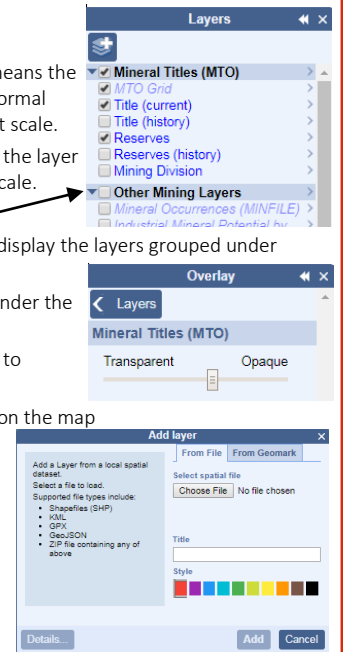 Layers
means the
ormal
t scale.
the layer
cale.
Mineral Titles (MTO)
MTO Grid
Title (current)
Title (history)
Reserves
Reserves (history)
Mining Division
Other Mining Layers
Mineral Occurrences (MINFILE)
Industrial Mineral Potential by
display the layers grouped under
nder the
to
Overlay
Layers
Mineral Titles (MTO)
Transparent Opaque
on the map
Add layer
Add a Layer from a local spatial
dataset.
Select a file to load.
Supported file types include:
• Shapefiles (SHP)
• KML
• GPX
• GeoJSON
• ZIP file containing any of
above
From File From Geomark
Select spatial file
Choose File No file chosen
Title
Style
Details... Add Cancel